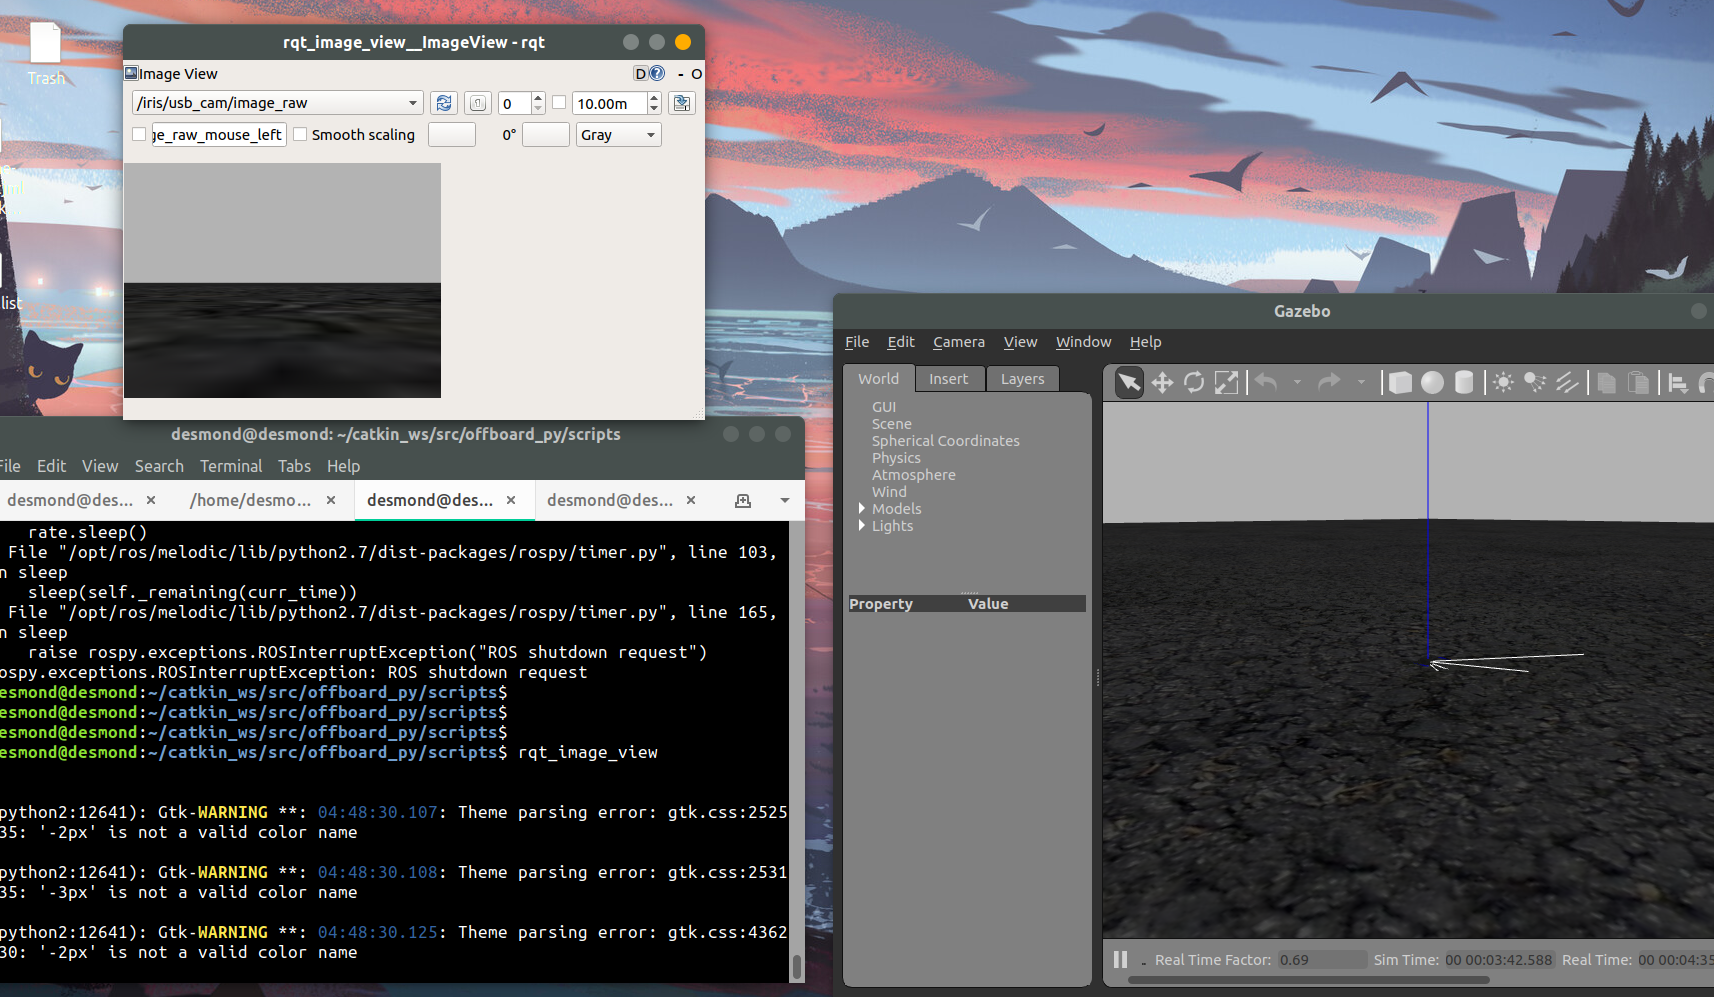 Trash
list
rqt_image_view__ImageView - rqt
Image View
D
- O
/iris/usb_cam/image_raw
0
10.00m
ge_raw_mouse_left
Smooth scaling
0°
Gray
desmond@desmond: ~/catkin_ws/src/offboard_py/scripts
File Edit View Search Terminal Tabs Help
desmond@des... × /home/desmo... × desmond@des... × desmond@des... ×
rate.sleep()
File "/opt/ros/melodic/lib/python2.7/dist-packages/rospy/timer.py", line 103,
n sleep
sleep(self._remaining(curr_time))
File "/opt/ros/melodic/lib/python2.7/dist-packages/rospy/timer.py", line 165,
n sleep
raise rospy.exceptions.ROSInterruptException("ROS shutdown request")
ospy.exceptions.ROSInterruptException: ROS shutdown request
esmond@desmond:~/catkin_ws/src/offboard_py/scripts$
esmond@desmond:~/catkin_ws/src/offboard_py/scripts$
esmond@desmond:~/catkin_ws/src/offboard_py/scripts$
esmond@desmond:~/catkin_ws/src/offboard_py/scripts$ rqt_image_view
python2:12641): Gtk-WARNING **: 04:48:30.107: Theme parsing error: gtk.css:2525
35: '-2px' is not a valid color name
python2:12641): Gtk-WARNING **: 04:48:30.108: Theme parsing error: gtk.css:2531
35: '-3px' is not a valid color name
python2:12641): Gtk-WARNING **: 04:48:30.125: Theme parsing error: gtk.css:4362
30: '-2px' is not a valid color name
Gazebo
File Edit Camera View Window Help
World Insert Layers
GUI
Scene
Spherical Coordinates
Physics
Atmosphere
Wind
Models
Lights
Property Value
Real Time Factor: 0.69 Sim Time: 00 00:03:42.588 Real Time: 00 00:04:35